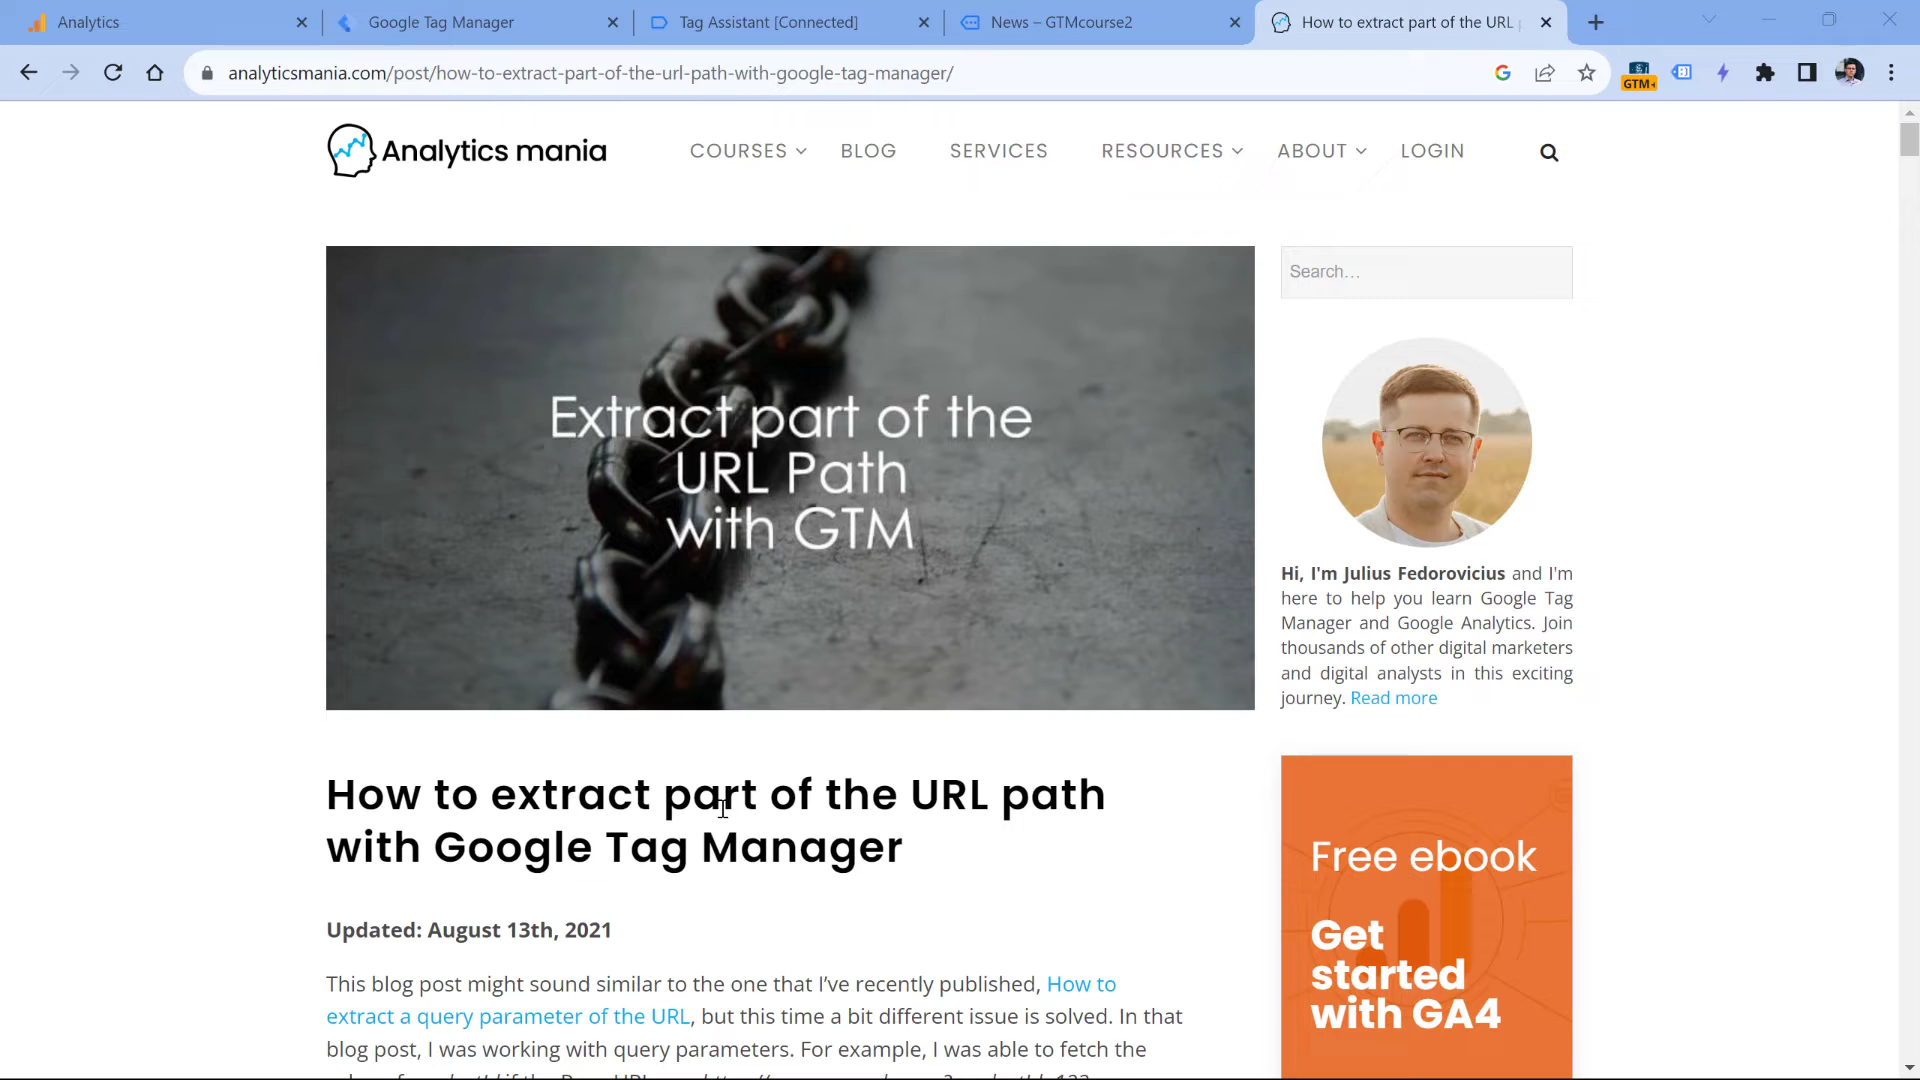 Analytics
Google Tag Manager
Tag Assistant [Connected]
News – GTMcourse2
How to extract part of the URL
analyticsmania.com/post/how-to-extract-part-of-the-url-path-with-google-tag-manager/
GTM
Analytics mania
COURSES
BLOG
SERVICES
RESOURCES
ABOUT
LOGIN
Extract part of the
URL Path
with GTM
Search...
Hi, I'm Julius Fedorovicius and I'm
here to help you learn Google Tag
Manager and Google Analytics. Join
thousands of other digital marketers
and digital analysts in this exciting
journey. Read more
How to extract part of the URL path
with Google Tag Manager
Updated: August 13th, 2021
This blog post might sound similar to the one that I've recently published, How to
extract a query parameter of the URL, but this time a bit different issue is solved. In that
blog post, I was working with query parameters. For example, I was able to fetch the
Free ebook
Get
started
with GA4